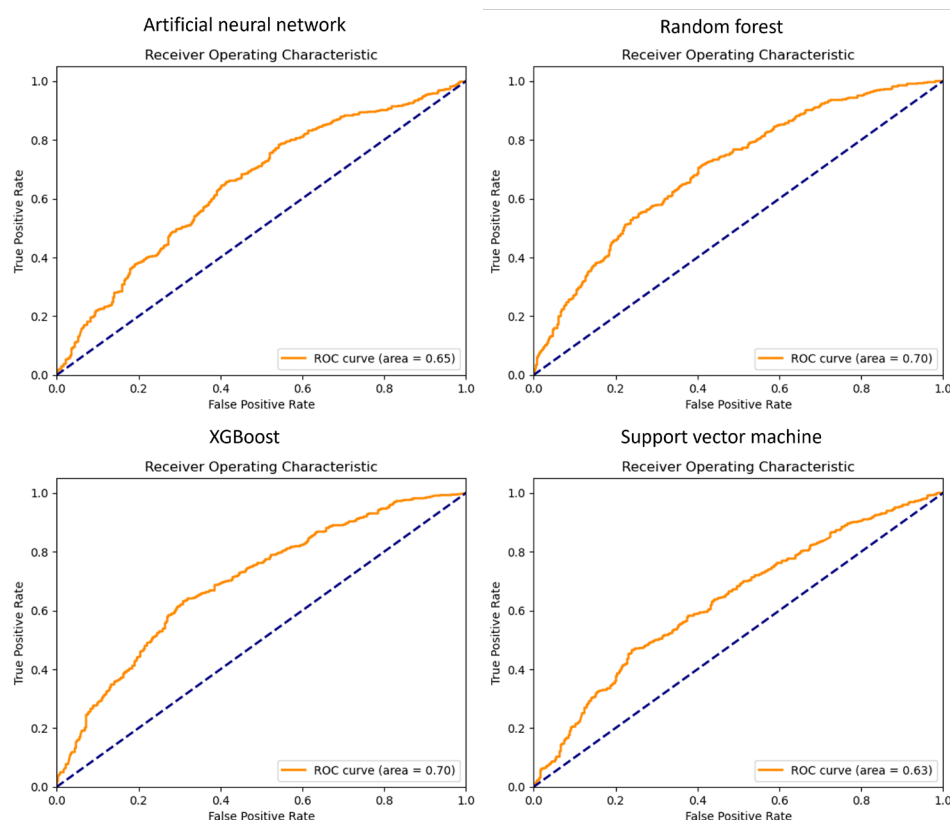 Artificial neural network
Receiver Operating Characteristic
1.0
0.8
0.6
0.4
0.2
0.0
True Positive Rate
ROC curve (area = 0.65)
0.0 0.2 0.4 0.6 0.8 1.0
False Positive Rate
Random forest
Receiver Operating Characteristic
1.0
0.8
0.6
0.4
0.2
0.0
True Positive Rate
ROC curve (area = 0.70)
0.0 0.2 0.4 0.6 0.8 1.0
False Positive Rate
XGBoost
Receiver Operating Characteristic
1.0
0.8
0.6
0.4
0.2
0.0
True Positive Rate
ROC curve (area = 0.70)
0.0 0.2 0.4 0.6 0.8 1.0
False Positive Rate
Support vector machine
Receiver Operating Characteristic
1.0
0.8
0.6
0.4
0.2
0.0
True Positive Rate
ROC curve (area = 0.63)
0.0 0.2 0.4 0.6 0.8 1.0
False Positive Rate